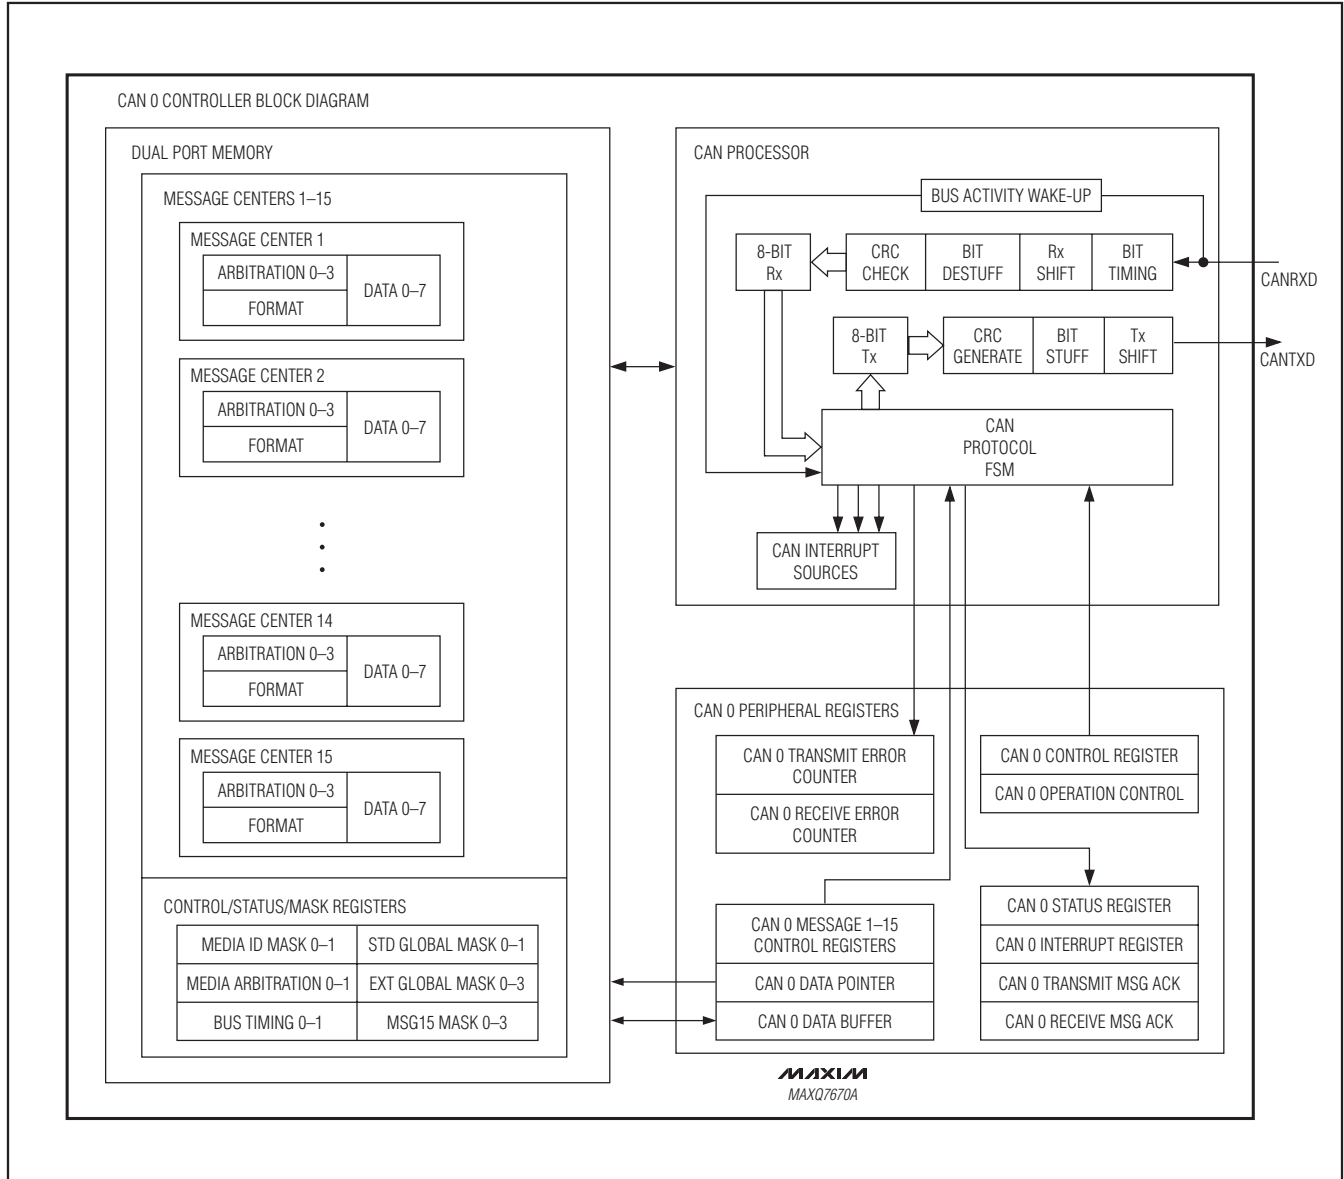 CAN 0 CONTROLLER BLOCK DIAGRAM
DUAL PORT MEMORY
MESSAGE CENTERS 1–15
MESSAGE CENTER 1
ARBITRATION 0–3
FORMAT
DATA 0–7
MESSAGE CENTER 2
ARBITRATION 0–3
FORMAT
DATA 0–7
MESSAGE CENTER 14
ARBITRATION 0–3
FORMAT
DATA 0–7
MESSAGE CENTER 15
ARBITRATION 0–3
FORMAT
DATA 0–7
CONTROL/STATUS/MASK REGISTERS
MEDIA ID MASK 0–1
STD GLOBAL MASK 0–1
MEDIA ARBITRATION 0–1
EXT GLOBAL MASK 0–3
BUS TIMING 0–1
MSG15 MASK 0–3
CAN PROCESSOR
BUS ACTIVITY WAKE-UP
8-BIT
Rx
CRC
CHECK
BIT
DESTUFF
Rx
SHIFT
BIT
TIMING
CANRXD
8-BIT
Tx
CRC
GENERATE
BIT
STUFF
Tx
SHIFT
CANTXD
CAN
PROTOCOL
FSM
CAN INTERRUPT
SOURCES
CAN 0 PERIPHERAL REGISTERS
CAN 0 TRANSMIT ERROR
COUNTER
CAN 0 RECEIVE ERROR
COUNTER
CAN 0 CONTROL REGISTER
CAN 0 OPERATION CONTROL
CAN 0 MESSAGE 1–15
CONTROL REGISTERS
CAN 0 DATA POINTER
CAN 0 DATA BUFFER
CAN 0 STATUS REGISTER
CAN 0 INTERRUPT REGISTER
CAN 0 TRANSMIT MSG ACK
CAN 0 RECEIVE MSG ACK
MAXIM
MAXQ7670A